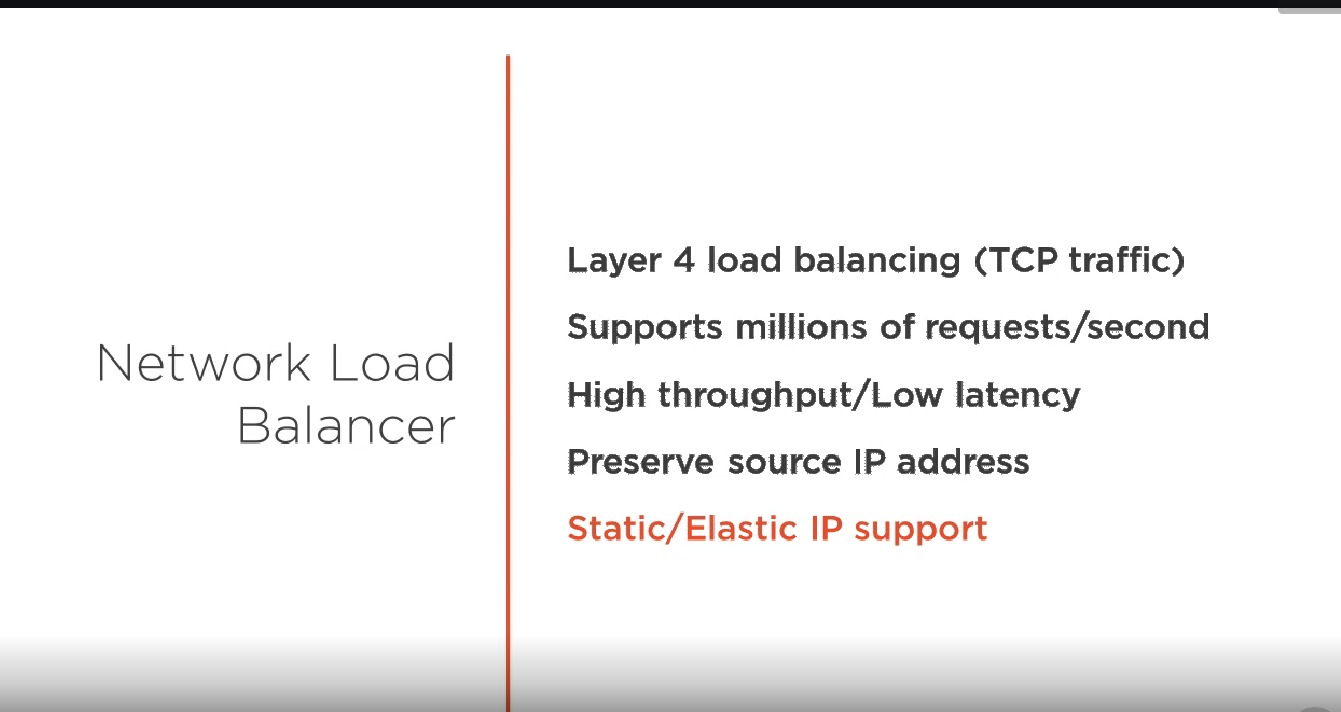 Network Load
Balancer
Layer 4 load balancing (TCP traffic)
Supports millions of requests/second
High throughput/Low latency
Preserve source IP address
Static/Elastic IP support